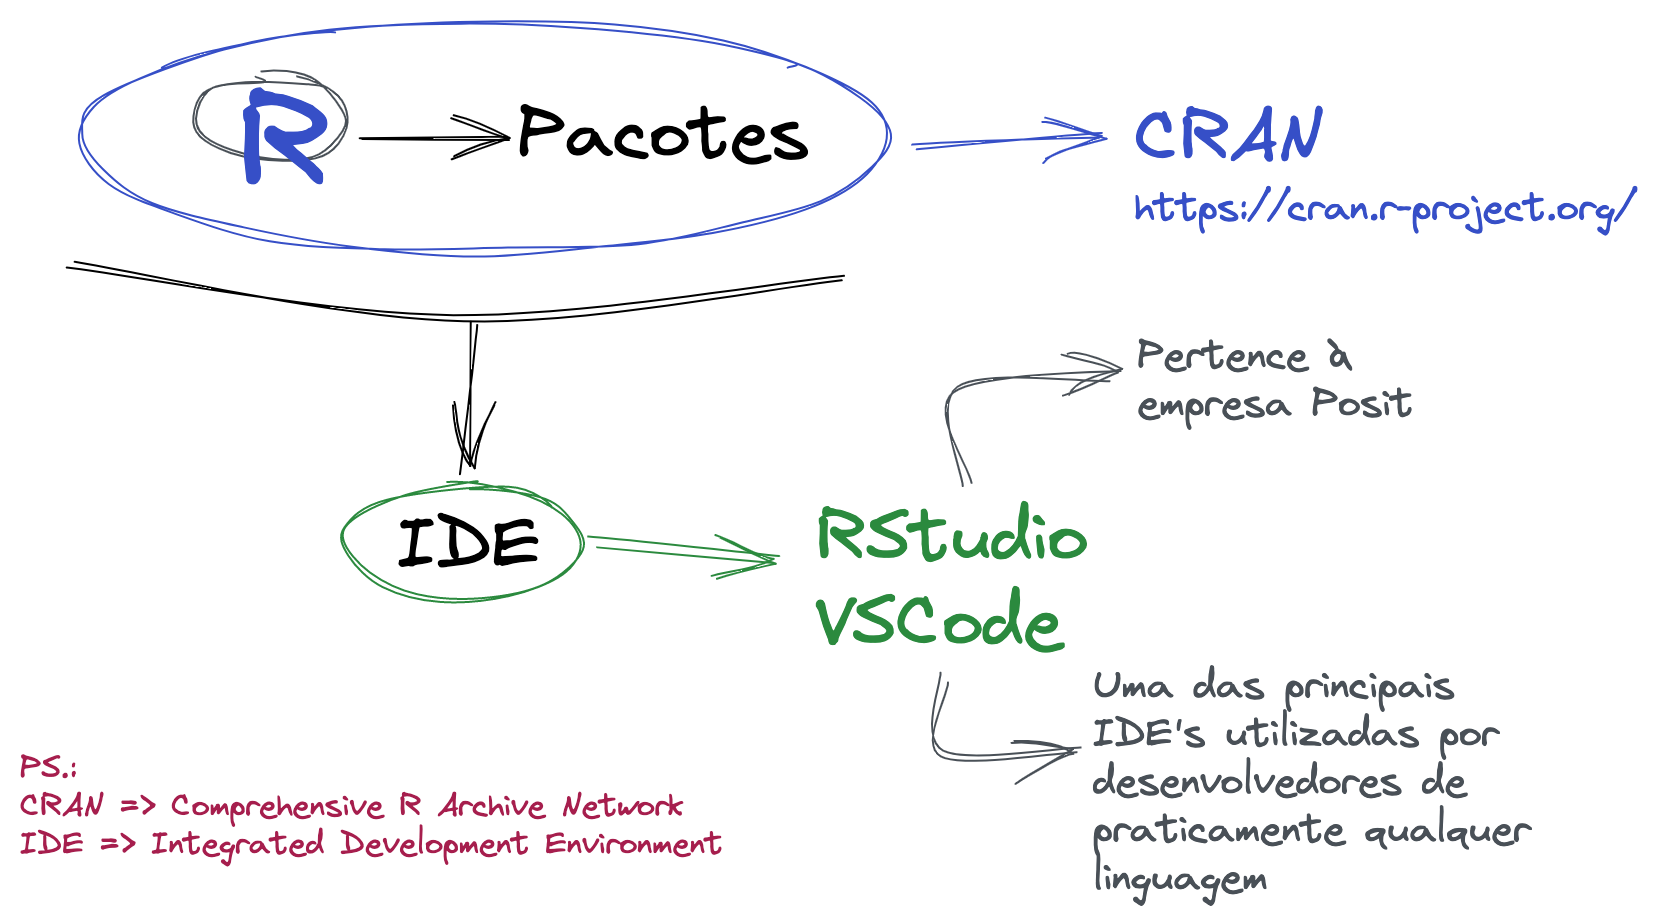 R
Pacotes
CRAN
https://cran.r-project.org/
Pertence à
empresa Posit
IDE
RStudio
VSCode
Uma das principais
IDE's utilizadas por
desenvolvedores de
praticamente qualquer
linguagem
PS.:
CRAN => Comprehensive R Archive Network
IDE => Integrated Development Environment